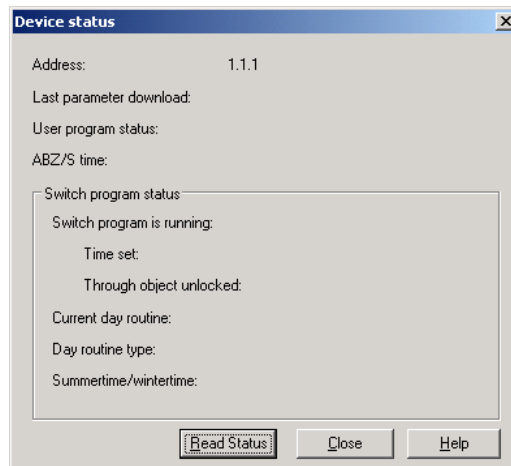 Device status
Address: 1.1.1
Last parameter download:
User program status:
ABZ/S time:
Switch program status
Switch program is running:
Time set:
Through object unlocked:
Current day routine:
Day routine type:
Summertime/wintertime:
Read Status Close Help